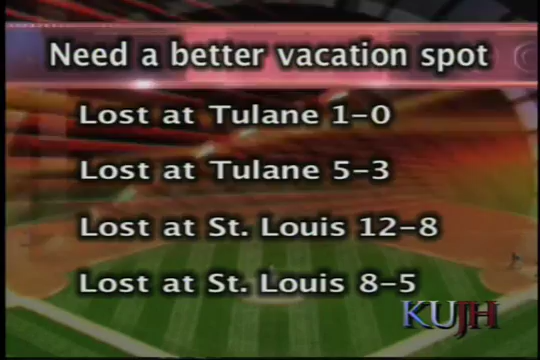 Need a better vacation spot
Lost at Tulane 1-0
Lost at Tulane 5-3
Lost at St. Louis 12-8
Lost at St. Louis 8-5
KUJH